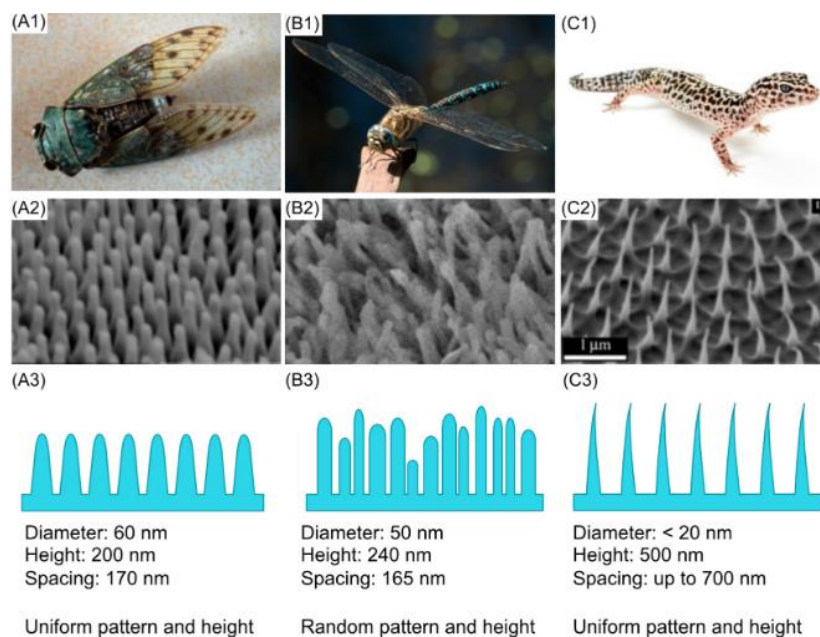 (A1)
(B1)
(C1)
(A2)
(B2)
(C2)
1 μm
(A3)
(B3)
(C3)
Diameter: 60 nm
Height: 200 nm
Spacing: 170 nm
Uniform pattern and height
Diameter: 50 nm
Height: 240 nm
Spacing: 165 nm
Random pattern and height
Diameter: < 20 nm
Height: 500 nm
Spacing: up to 700 nm
Uniform pattern and height